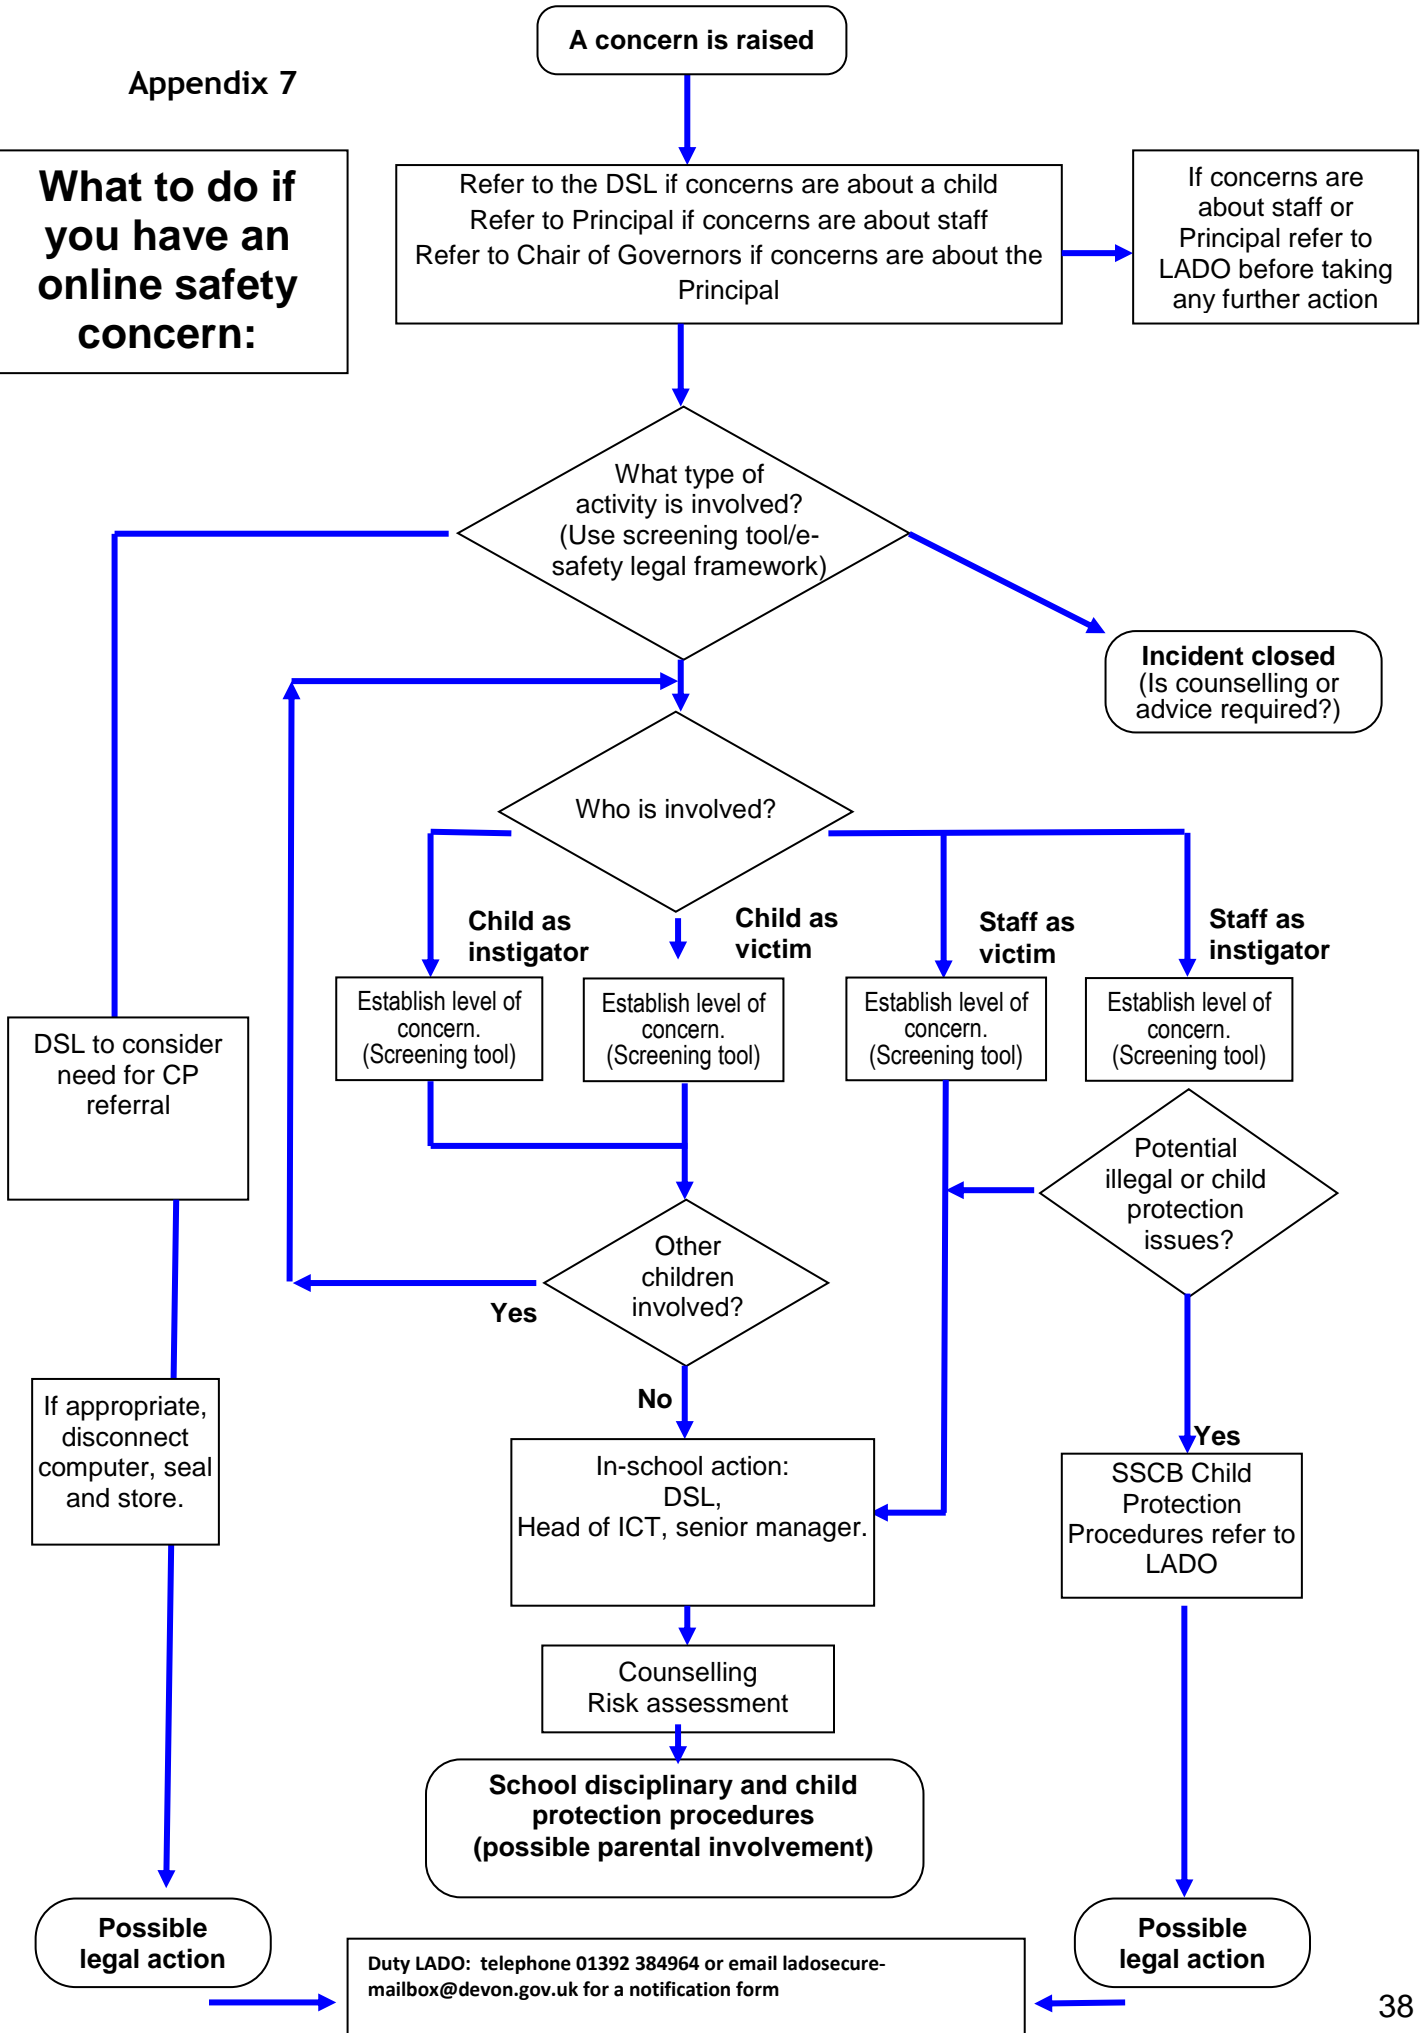 A concern is raised
Appendix 7
What to do if
you have an
online safety
concern:
Refer to the DSL if concerns are about a child
Refer to Principal if concerns are about staff
Refer to Chair of Governors if concerns are about the
Principal
If concerns are
about staff or
Principal refer to
LADO before taking
any further action
What type of
activity is involved?
(Use screening tool/e-
safety legal framework)
Incident closed
(Is counselling or
advice required?)
Who is involved?
Child as
instigator
Child as
victim
Staff as
victim
Staff as
instigator
Establish level of
concern.
(Screening tool)
Establish level of
concern.
(Screening tool)
Establish level of
concern.
(Screening tool)
Establish level of
concern.
(Screening tool)
DSL to consider
need for CP
referral
Potential
illegal or child
protection
issues?
Other
children
involved?
Yes
No
If appropriate,
disconnect
computer, seal
and store.
In-school action:
DSL,
Head of ICT, senior manager.
Yes
SSCB Child
Protection
Procedures refer to
LADO
Counselling
Risk assessment
School disciplinary and child
protection procedures
(possible parental involvement)
Possible
legal action
Possible
legal action
Duty LADO: telephone 01392 384964 or email ladosecure-
mailbox@devon.gov.uk for a notification form
38